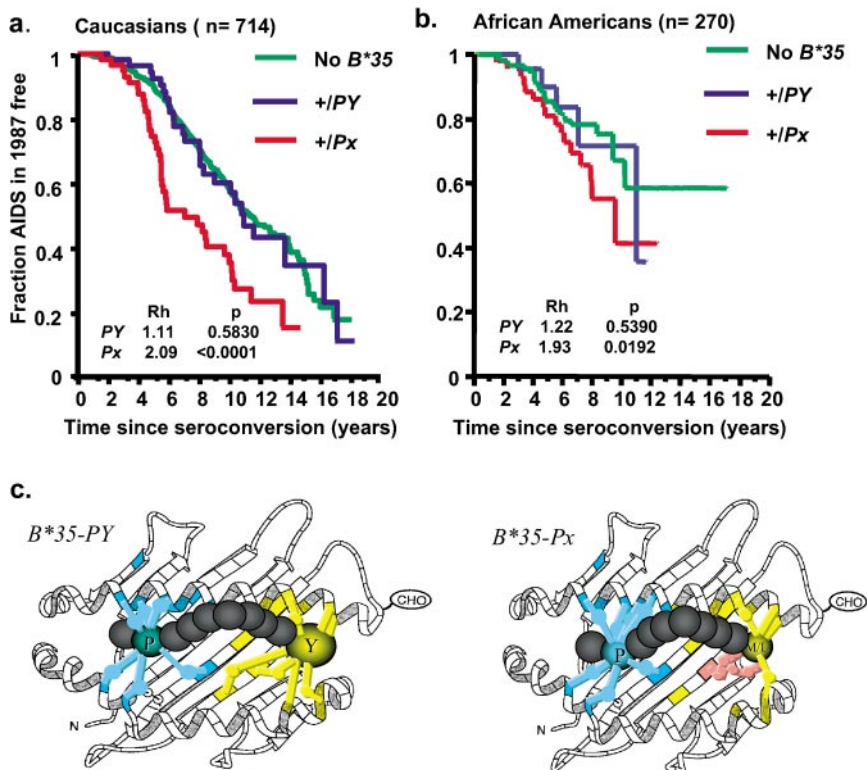 a. Caucasians ( n= 714)
No B*35
+/PY
+/Px
Fraction AIDS in 1987 free
1
0.8
0.6
0.4
0.2
0
Rh p
PY 1.11 0.5830
Px 2.09 <0.0001
0 2 4 6 8 10 12 14 16 18 20
Time since seroconversion (years)
b. African Americans (n= 270)
No B*35
+/PY
+/Px
1
0.8
0.6
0.4
0.2
0
Rh p
PY 1.22 0.5390
Px 1.93 0.0192
0 2 4 6 8 10 12 14 16 18 20
Time since seroconversion (years)
c.
B*35-PY
CHO
P
Y
N
B*35-Px
CHO
P
M/L
N